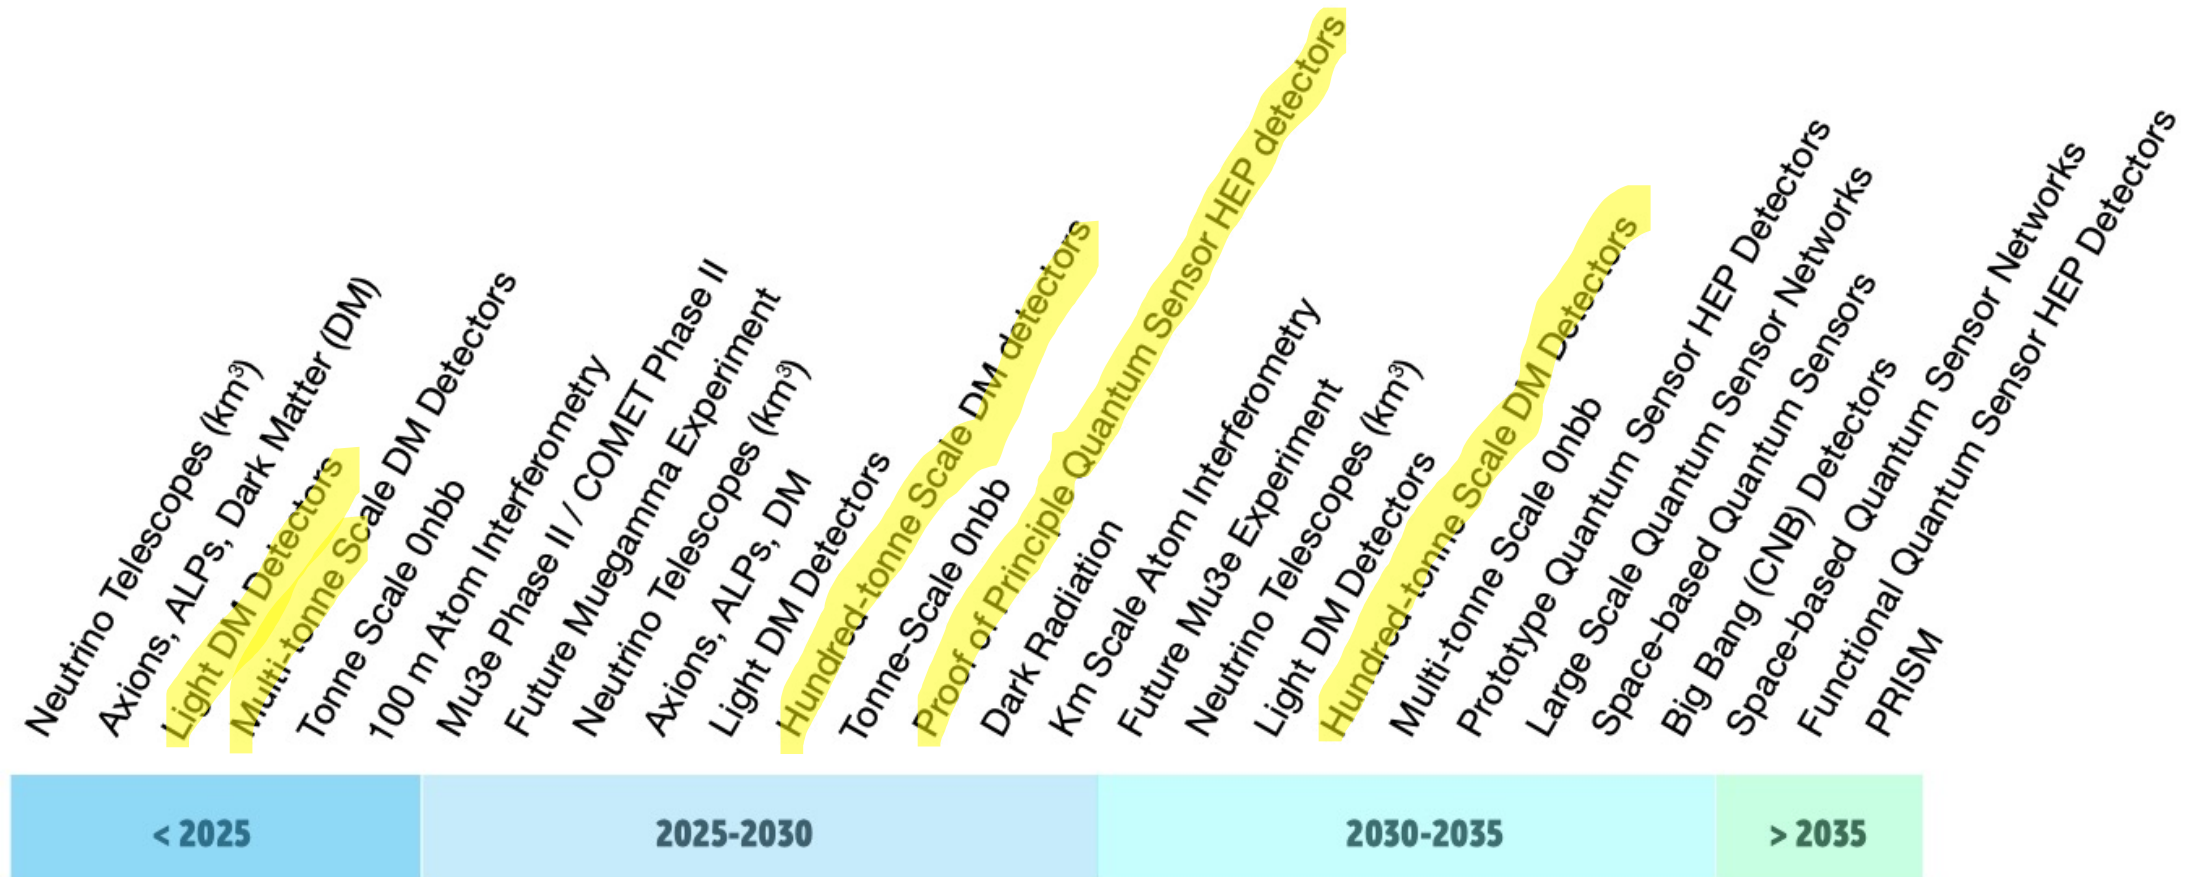 Neutrino Telescopes (km³)
Axions, ALPs, Dark Matter (DM)
Light DM Detectors
Multi-tonne Scale DM Detectors
Tonne Scale 0nbb
100 m Atom Interferometry
Mu3e Phase II / COMET Phase II
Future Muegamma Experiment
Neutrino Telescopes (km³)
Axions, ALPs, DM
Light DM Detectors
Hundred-tonne Scale DM detectors
Tonne-Scale 0nbb
Proof of Principle Quantum Sensor HEP detectors
Dark Radiation
Km Scale Atom Interferometry
Future Mu3e Experiment
Neutrino Telescopes (km³)
Light DM Detectors
Hundred-tonne Scale DM Detectors
Multi-tonne Scale 0nbb
Prototype Quantum Sensor HEP Detectors
Large Scale Quantum Sensor Networks
Space-based Quantum Sensors
Big Bang (CNB) Detectors
Space-based Quantum Sensor Networks
Functional Quantum Sensor HEP Detectors
PRISM
< 2025
2025-2030
2030-2035
> 2035